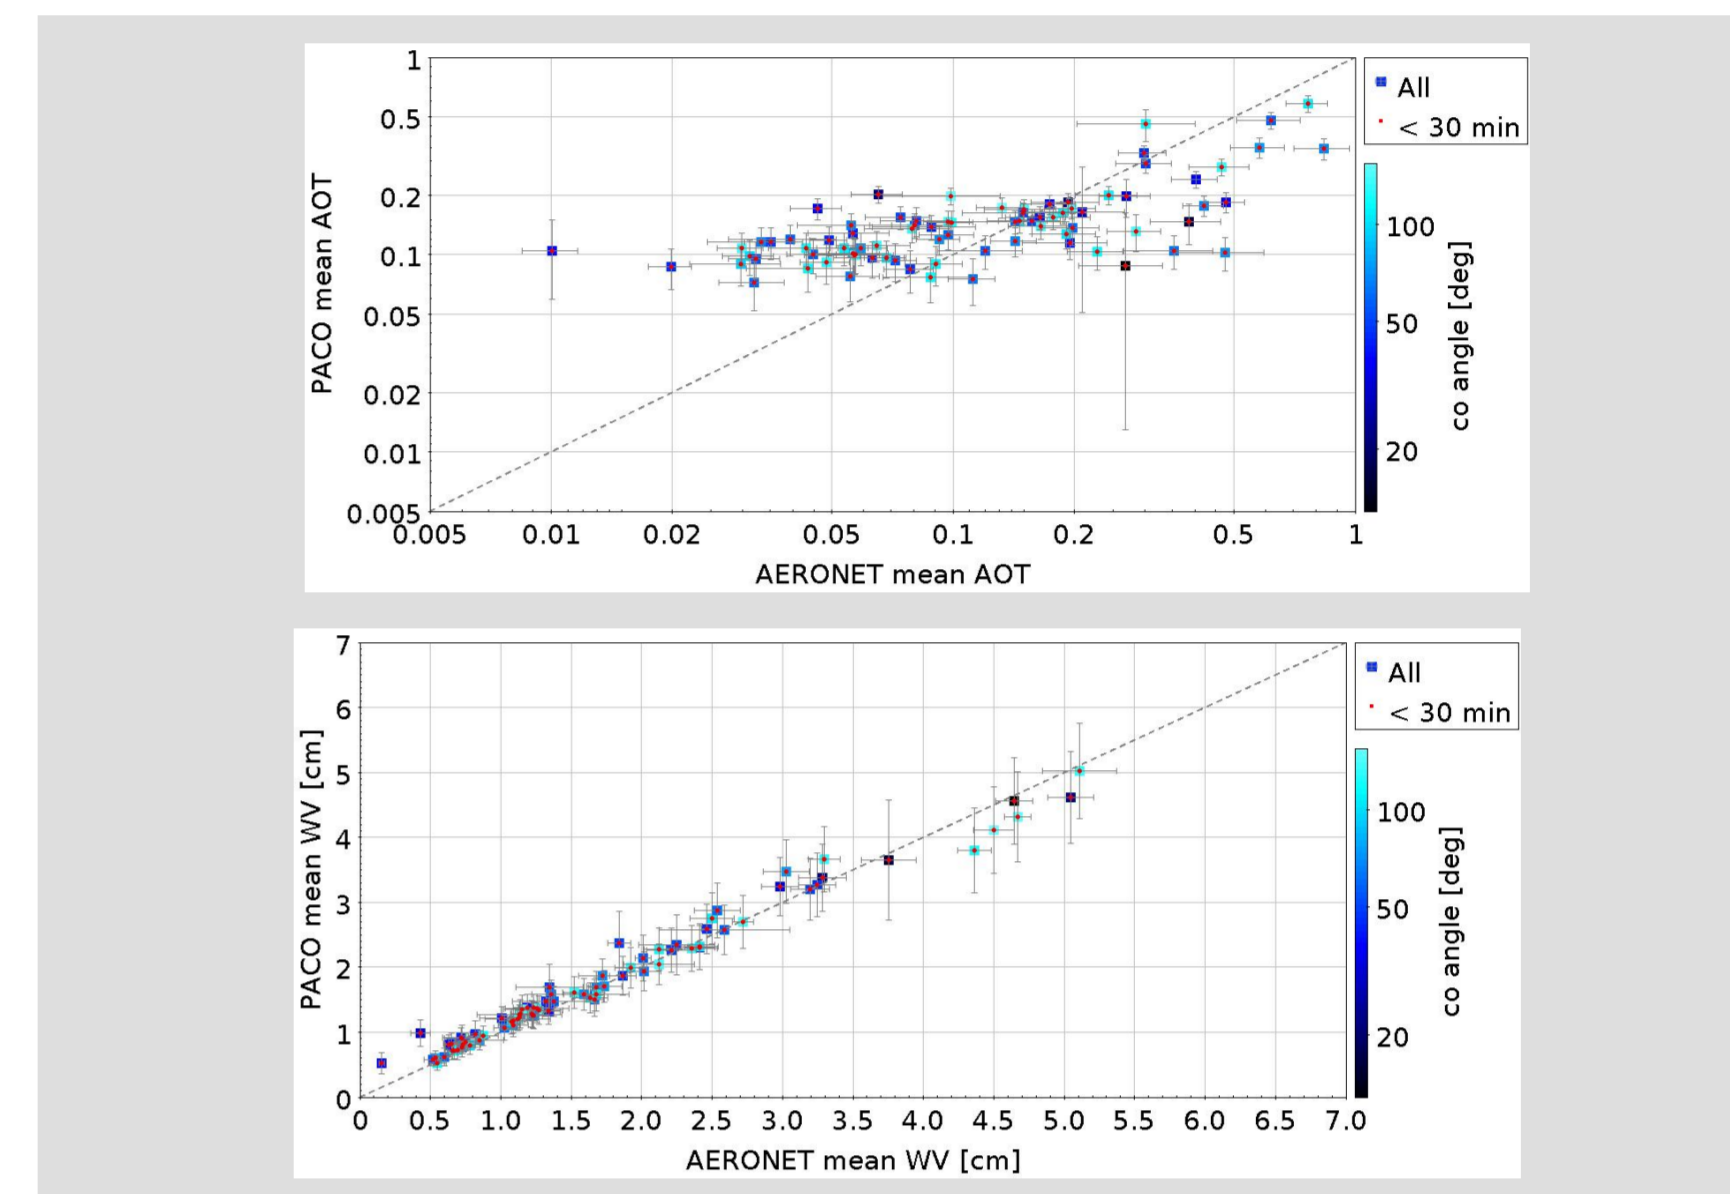 1
0.5
0.2
0.1
0.05
0.02
0.01
0.005
PACO mean AOT
0.005 0.01 0.02 0.05 0.1 0.2 0.5 1
AERONET mean AOT
All
< 30 min
100
50
20
co angle [deg]
7
6
5
4
3
2
1
0
PACO mean WV [cm]
0 0.5 1.0 1.5 2.0 2.5 3.0 3.5 4.0 4.5 5.0 5.5 6.0 6.5 7.0
AERONET mean WV [cm]
All
< 30 min
100
50
20
co angle [deg]